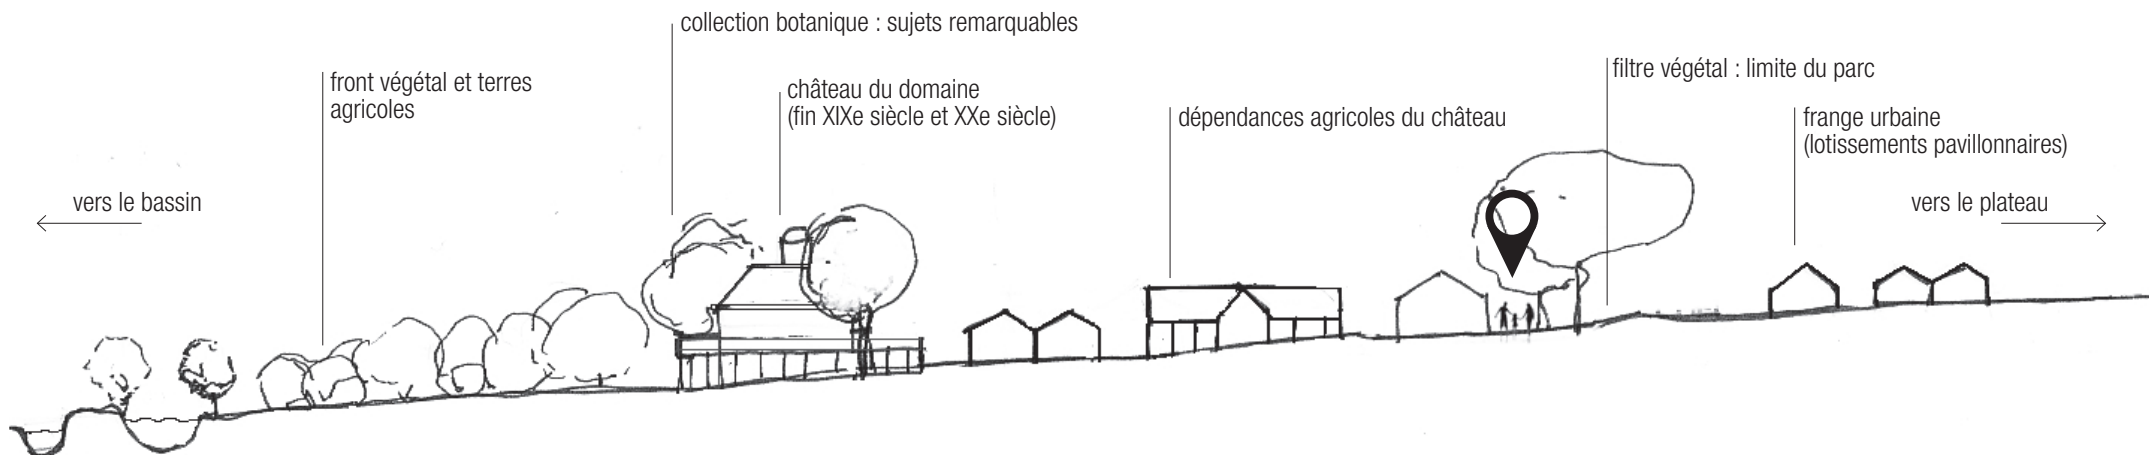 collection botanique : sujets remarquables
front végétal et terres
agricoles
château du domaine
(fin XIXe siècle et XXe siècle)
dépendances agricoles du château
filtre végétal : limite du parc
frange urbaine
(lotissements pavillonnaires)
vers le bassin
vers le plateau